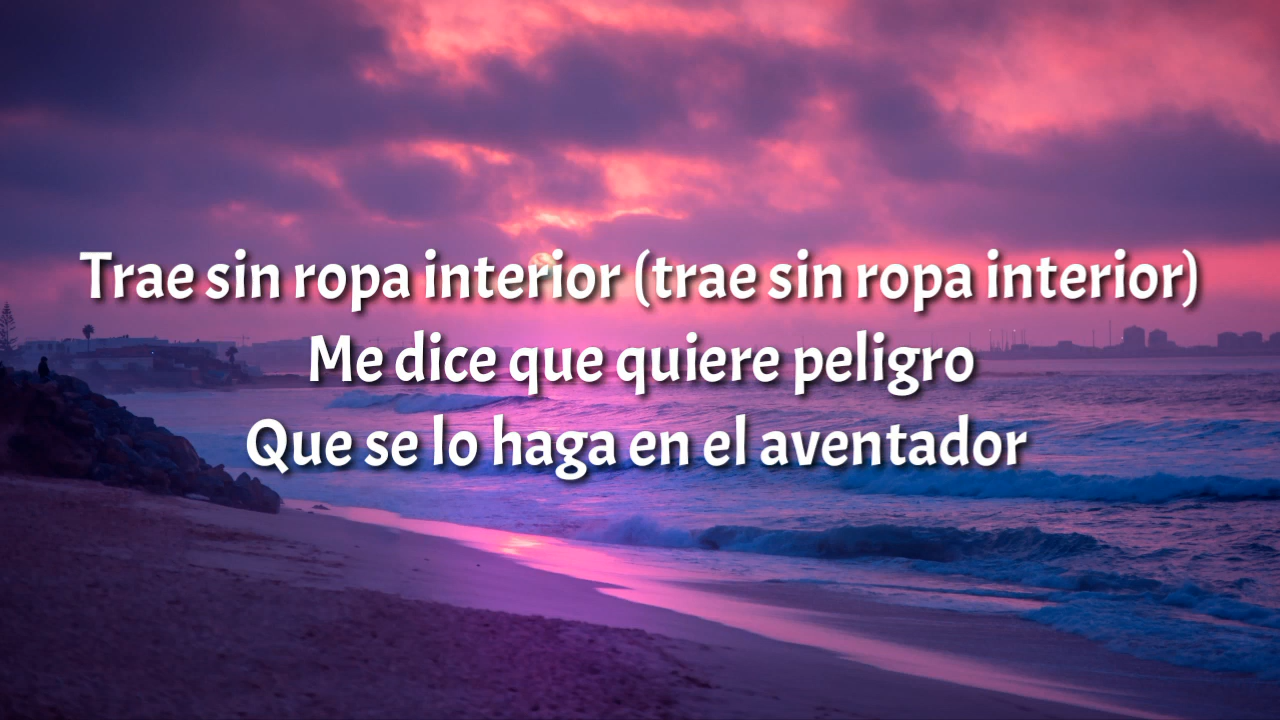 Trae sin ropa interior (trae sin ropa interior)
Me dice que quiere peligro
Que se lo haga en el aventador